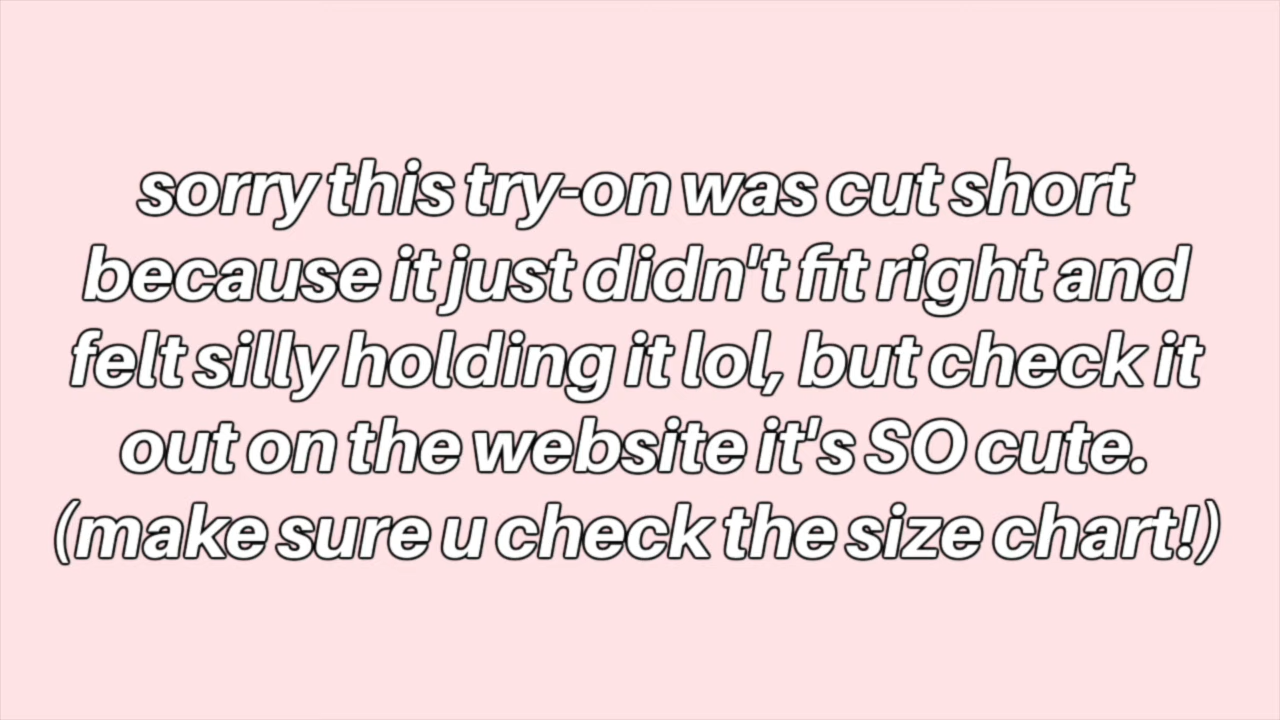 sorry this try-on was cut short
because it just didn't fit right and
felt silly holding it lol, but check it
out on the website it's SO cute.
(make sure u check the size chart!)